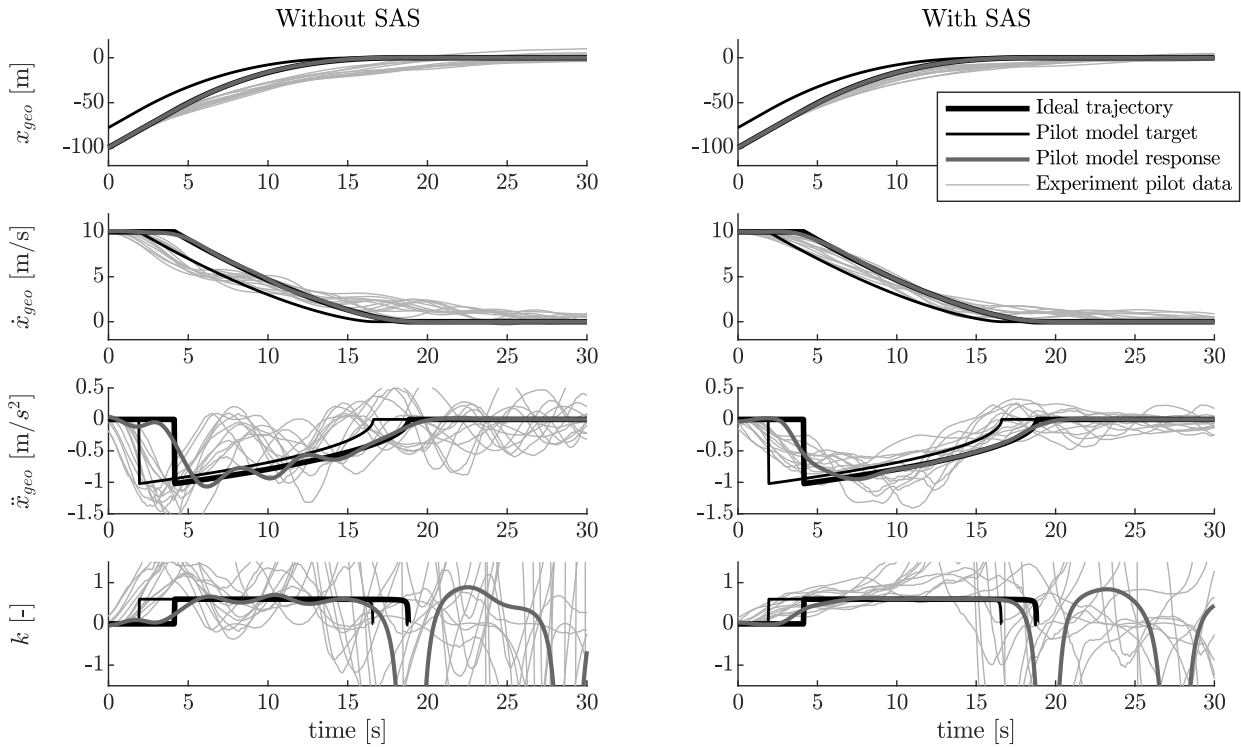 Without SAS
With SAS
x_geo [m]
0
-50
-100
0 5 10 15 20 25 30
0
-50
-100
0 5 10 15 20 25 30
Ideal trajectory
Pilot model target
Pilot model response
Experiment pilot data
ẋ_geo [m/s]
10
5
0
0 5 10 15 20 25 30
10
5
0
0 5 10 15 20 25 30
ẍ_geo [m/s²]
0.5
0
-0.5
-1
-1.5
0 5 10 15 20 25 30
0.5
0
-0.5
-1
-1.5
0 5 10 15 20 25 30
k [-]
1
0
-1
0 5 10 15 20 25 30
time [s]
1
0
-1
0 5 10 15 20 25 30
time [s]